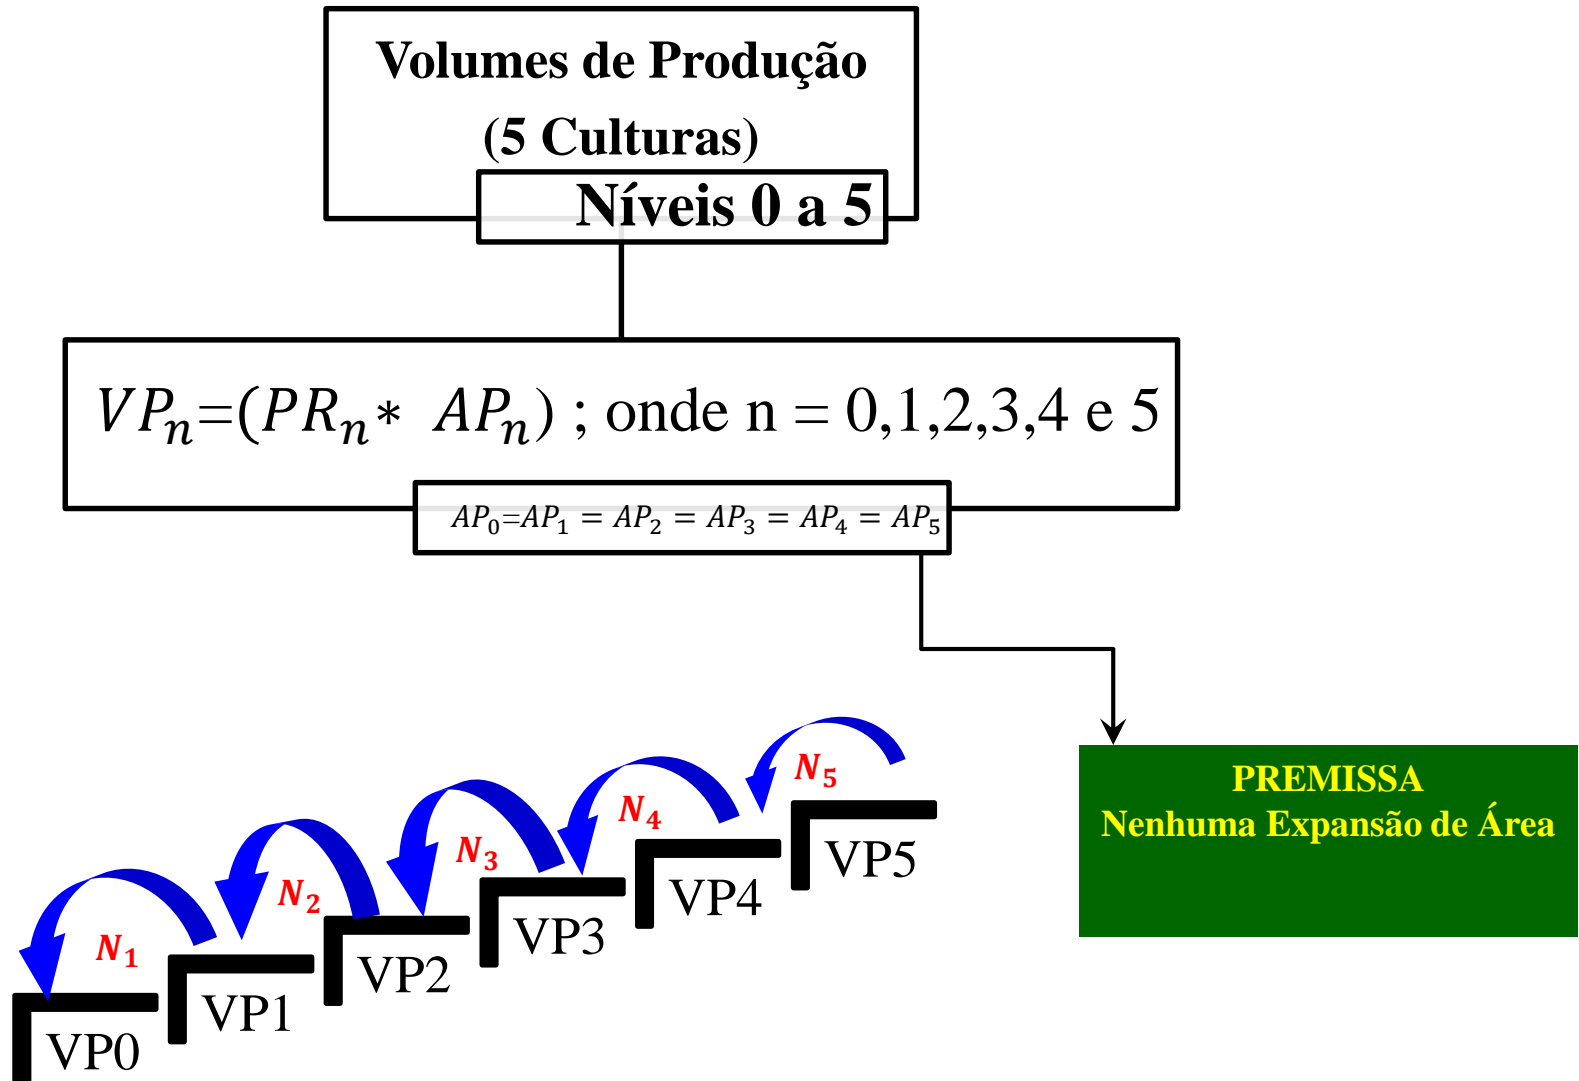 Volumes de Produção
(5 Culturas)
Níveis 0 a 5
VPₙ=(PRₙ* APₙ) ; onde n = 0,1,2,3,4 e 5
AP₀=AP₁ = AP₂ = AP₃ = AP₄ = AP₅
PREMISSA
Nenhuma Expansão de Área
N₁
N₂
N₃
N₄
N₅
VP0
VP1
VP2
VP3
VP4
VP5